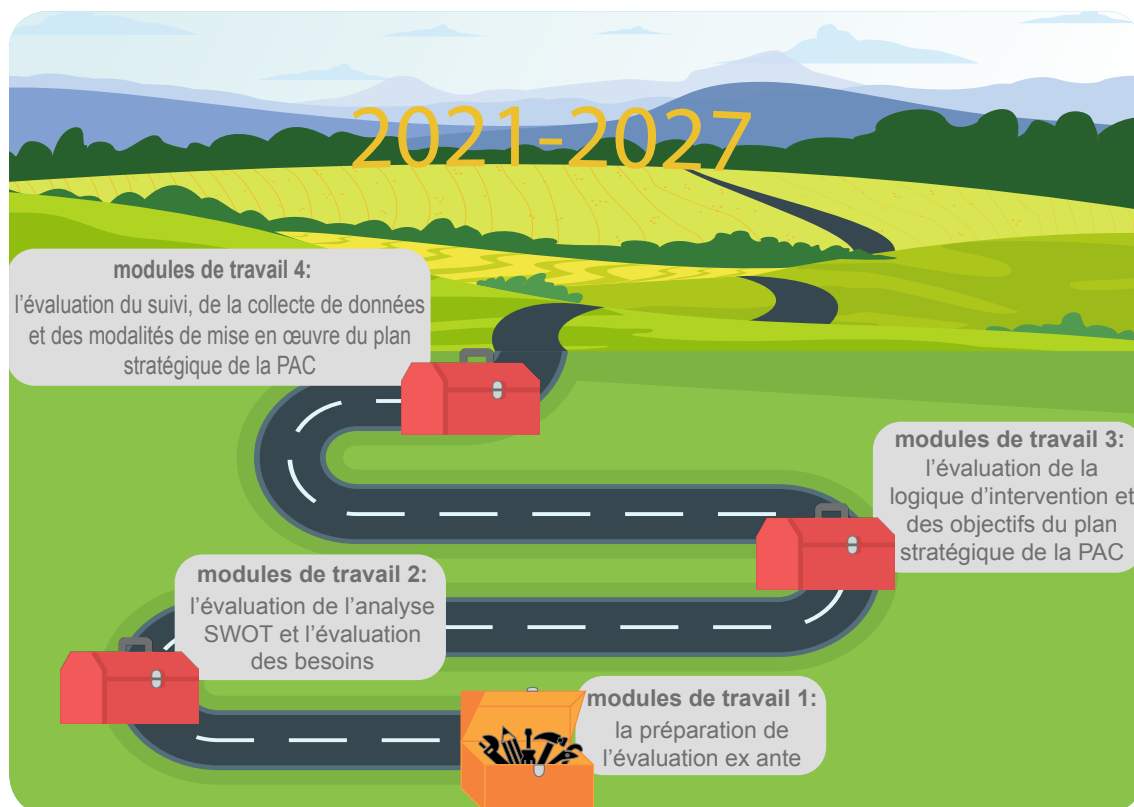 2021-2027
modules de travail 4:
l’évaluation du suivi, de la collecte de données
et des modalités de mise en œuvre du plan
stratégique de la PAC
modules de travail 3:
l’évaluation de la
logique d’intervention et
des objectifs du plan
stratégique de la PAC
modules de travail 2:
l’évaluation de l’analyse
SWOT et l’évaluation
des besoins
modules de travail 1:
la préparation de
l’évaluation ex ante